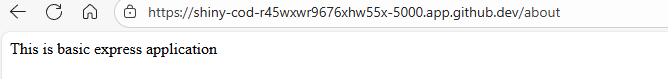 https://shiny-cod-r45wxwr9676xhw55x-5000.app.github.dev/about
This is basic express application